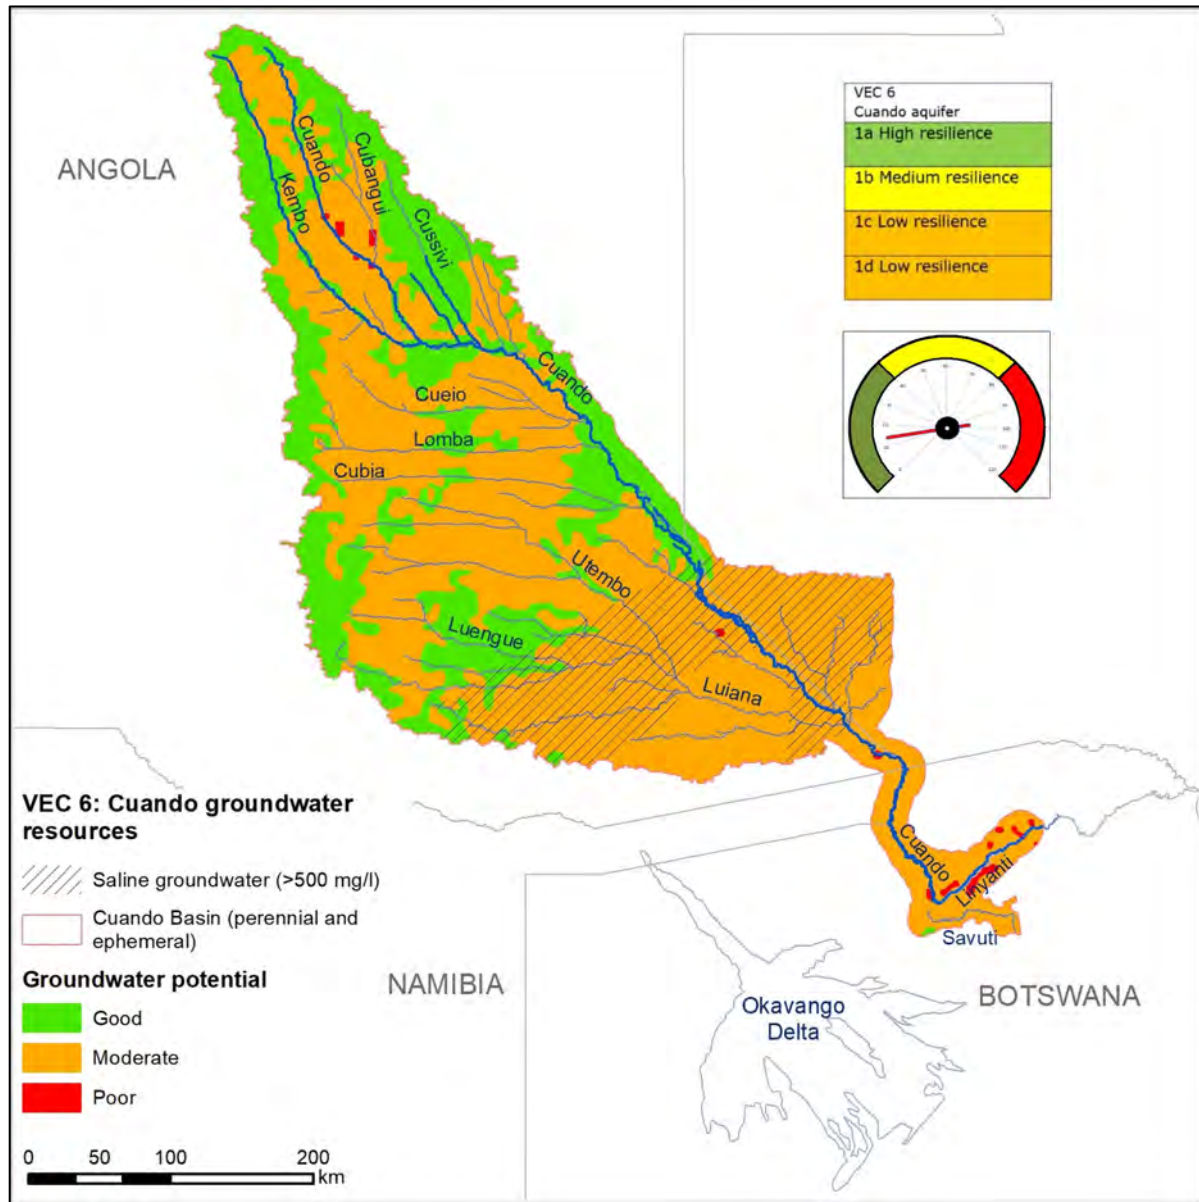 VEC 6
Cuando aquifer
1a High resilience
1b Medium resilience
1c Low resilience
1d Low resilience
ANGOLA
Cuando
Cubangui
Kembo
Cussivi
Cuando
Cueio
Lomba
Cubia
Utembo
Luengue
Luiana
Cuando
Linyanti
Savuti
NAMIBIA
BOTSWANA
Okavango
Delta
VEC 6: Cuando groundwater
resources
Saline groundwater (>500 mg/l)
Cuando Basin (perennial and
ephemeral)
Groundwater potential
Good
Moderate
Poor
0 50 100 200
km